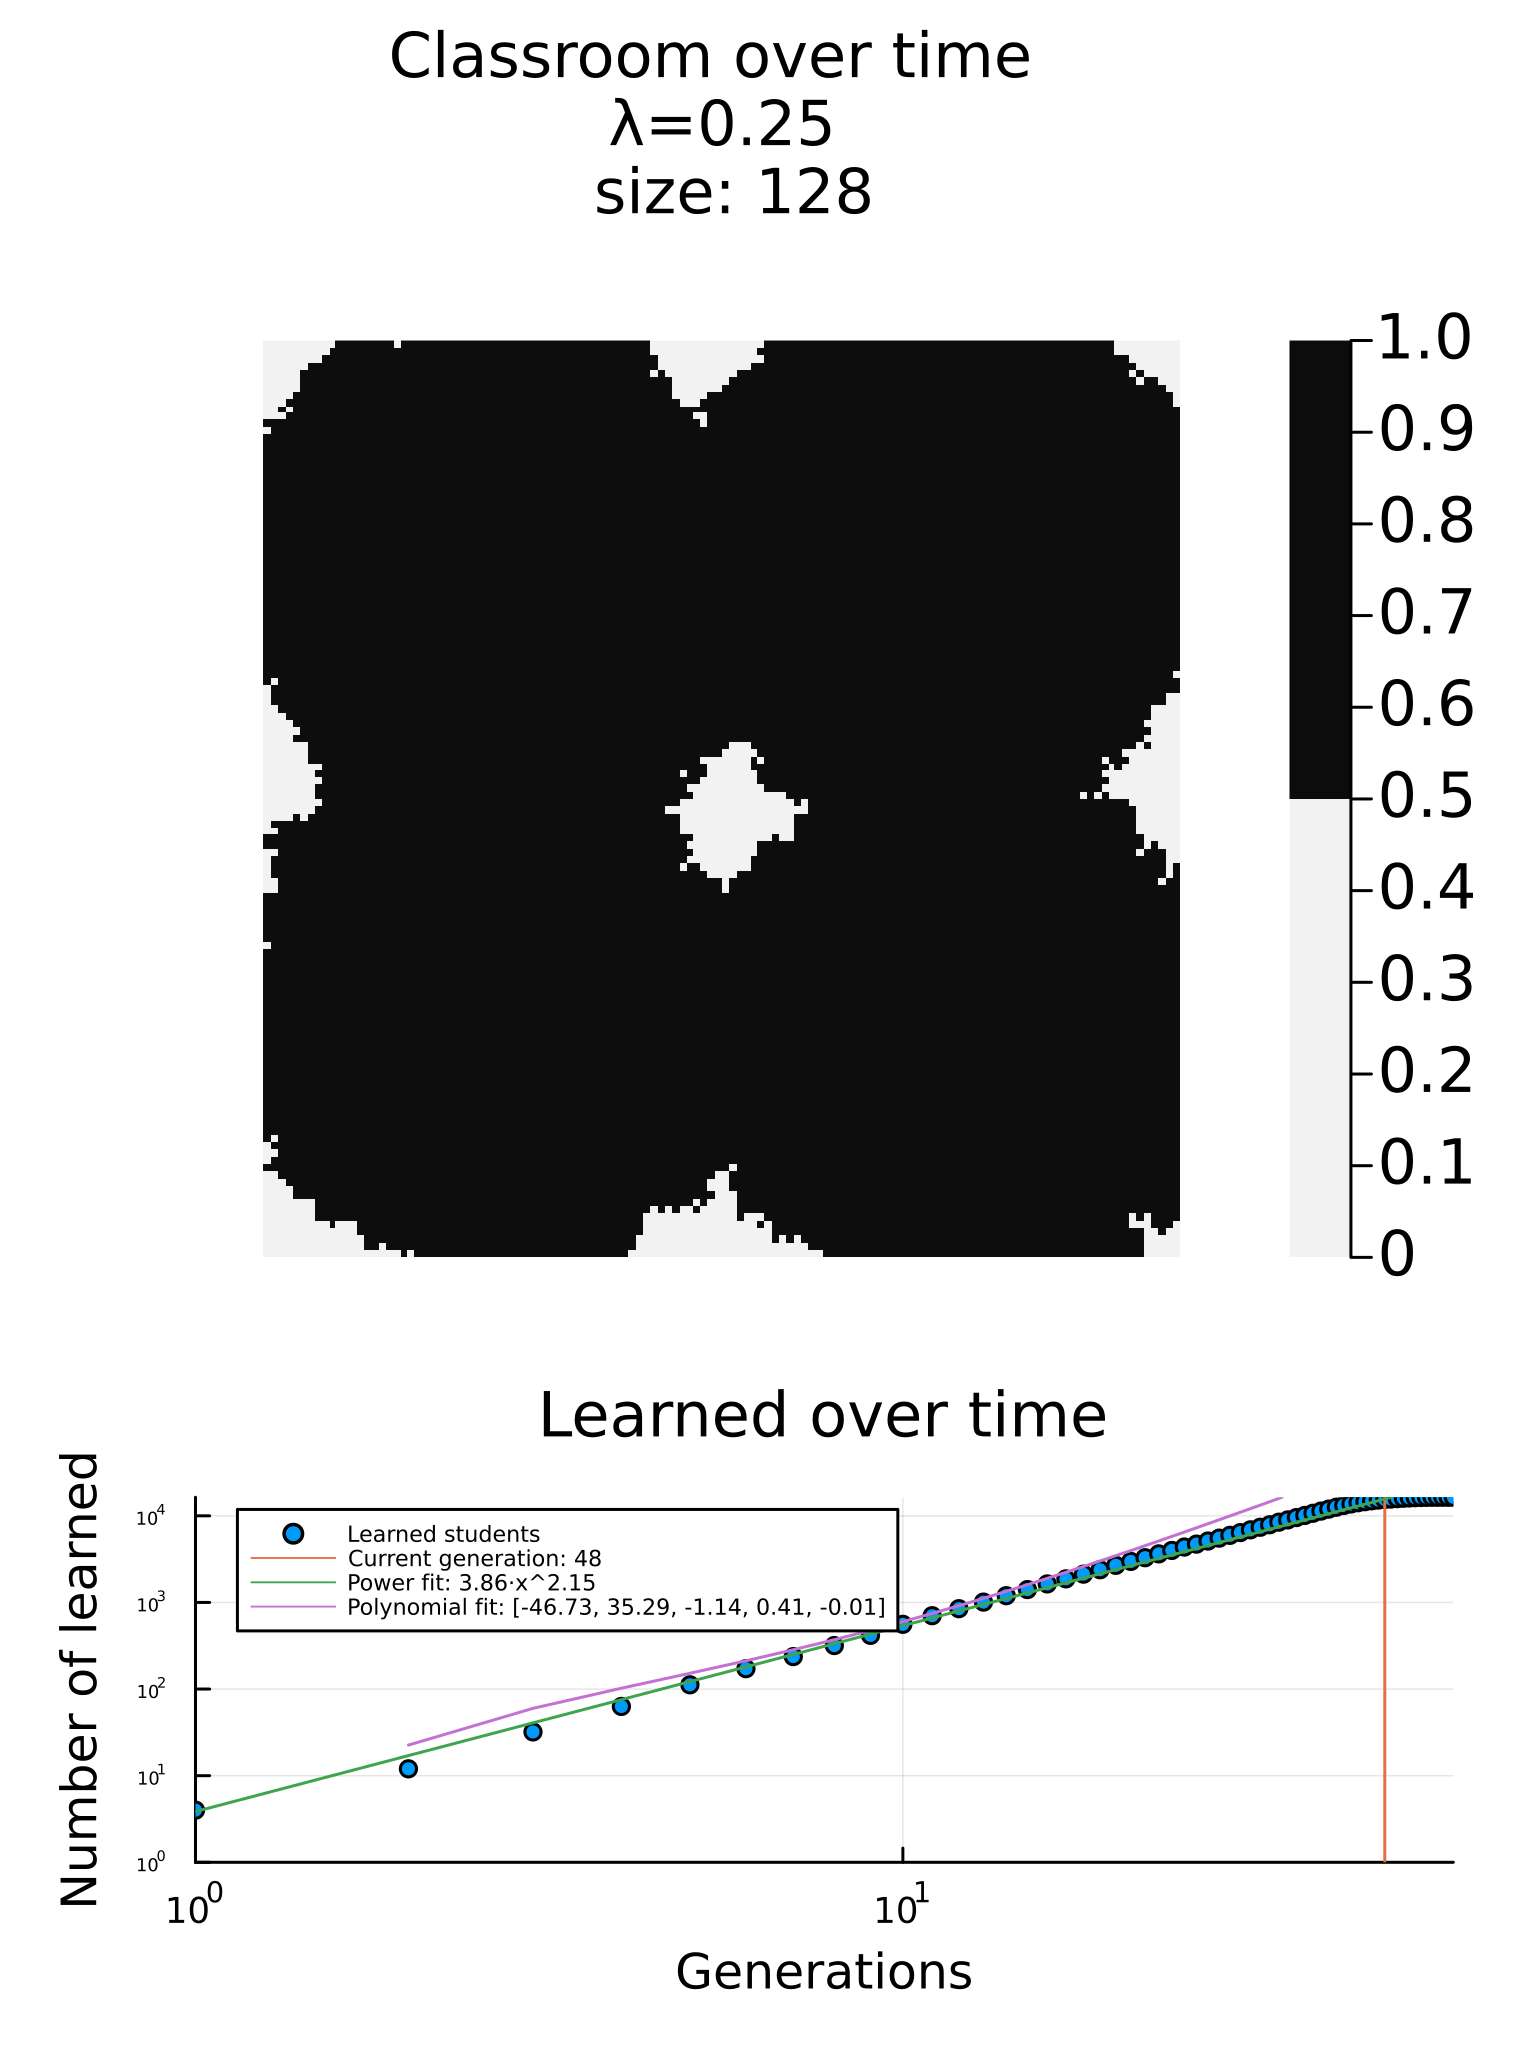 Classroom over time
λ=0.25
size: 128
1.0
0.9
0.8
0.7
0.6
0.5
0.4
0.3
0.2
0.1
0
Learned over time
Number of learned
10^4
10^3
10^2
10^1
10^0
Learned students
Current generation: 48
Power fit: 3.86·x^2.15
Polynomial fit: [-46.73, 35.29, -1.14, 0.41, -0.01]
10^0
10^1
Generations